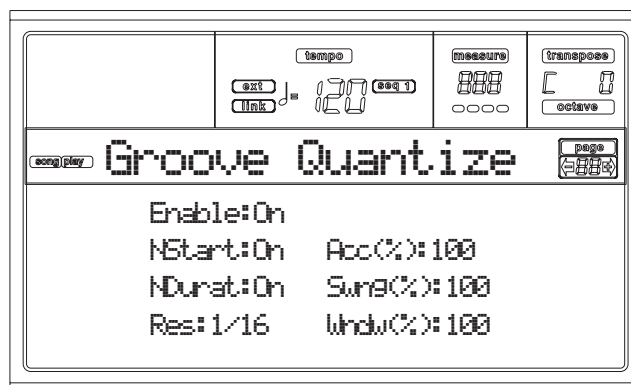 tempo
measure
transpose
ext
link
120
seq 1
888
C 0
octave
song play
Groove Quantize
page
88
Enable:On
NStart:On Acc(%):100
NDurat:On Swng(%):100
Res:1/16 Wndw(%):100